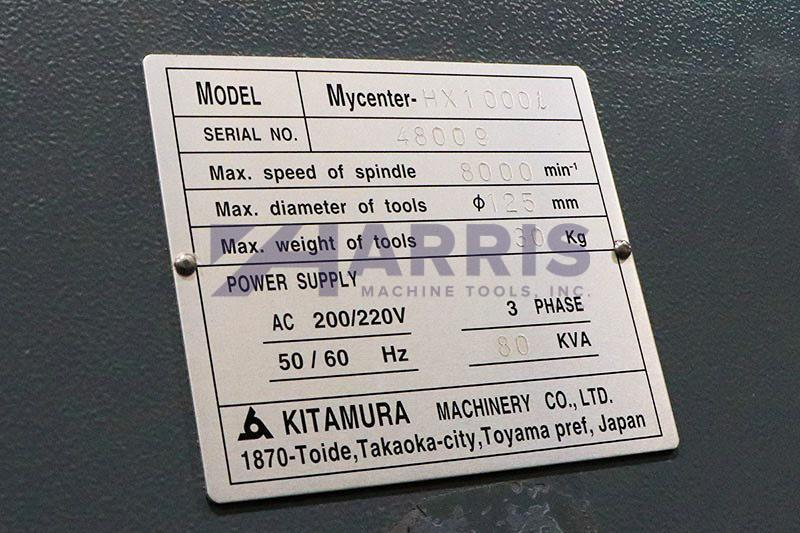 MODEL Mycenter-HX1000i
SERIAL NO. 48009
Max. speed of spindle 8000 min⁻¹
Max. diameter of tools ϕ125 mm
Max. weight of tools 30 Kg
HARRIS
MACHINE TOOLS, INC.
POWER SUPPLY
AC 200/220V 3 PHASE
50/60 Hz 80 KVA
KITAMURA MACHINERY CO., LTD.
1870-Toide,Takaoka-city,Toyama pref, Japan